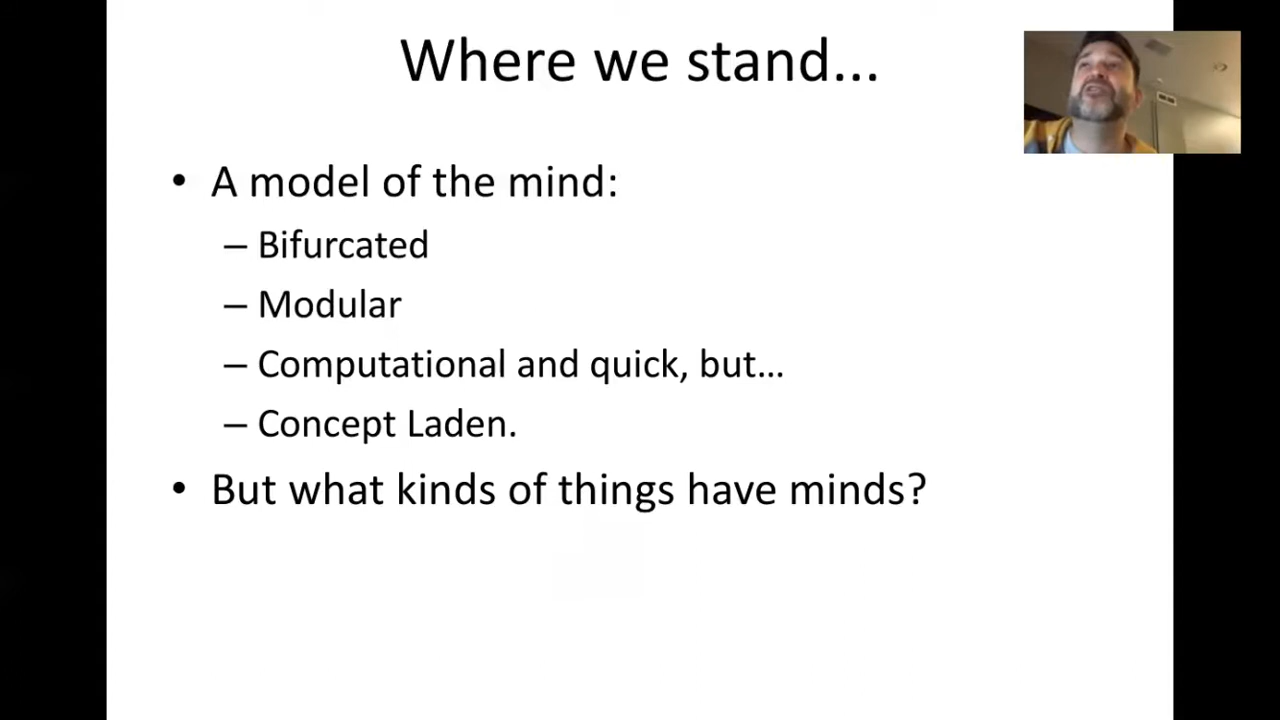 Where we stand...
• A model of the mind:
– Bifurcated
– Modular
– Computational and quick, but...
– Concept Laden.
• But what kinds of things have minds?